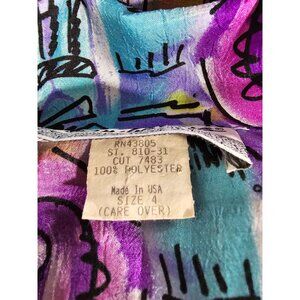 RN43805
ST. 810-31
CUT 7483
100% POLYESTER
Made In USA
SIZE 4
(CARE OVER)